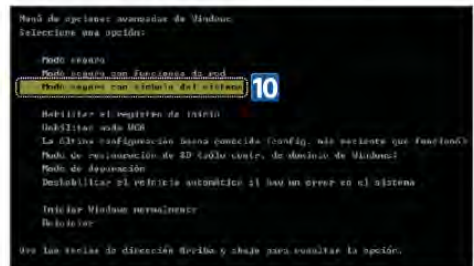 Menú de opciones avanzadas de Windows
Seleccione una opción:
Modo seguro
Modo seguro con funciones de red
Modo seguro con símbolo del sistema
10
Habilitar el registro de inicio
Habilitar modo VGA
La última configuración buena conocida (config. más reciente que funcionó)
Modo de restauración de SD (sólo contr. de dominio de Windows)
Modo de depuración
Deshabilitar el reinicio automático si hay un error en el sistema
Iniciar Windows normalmente
Reiniciar
Use las teclas de dirección Arriba y abajo para resaltar la opción.